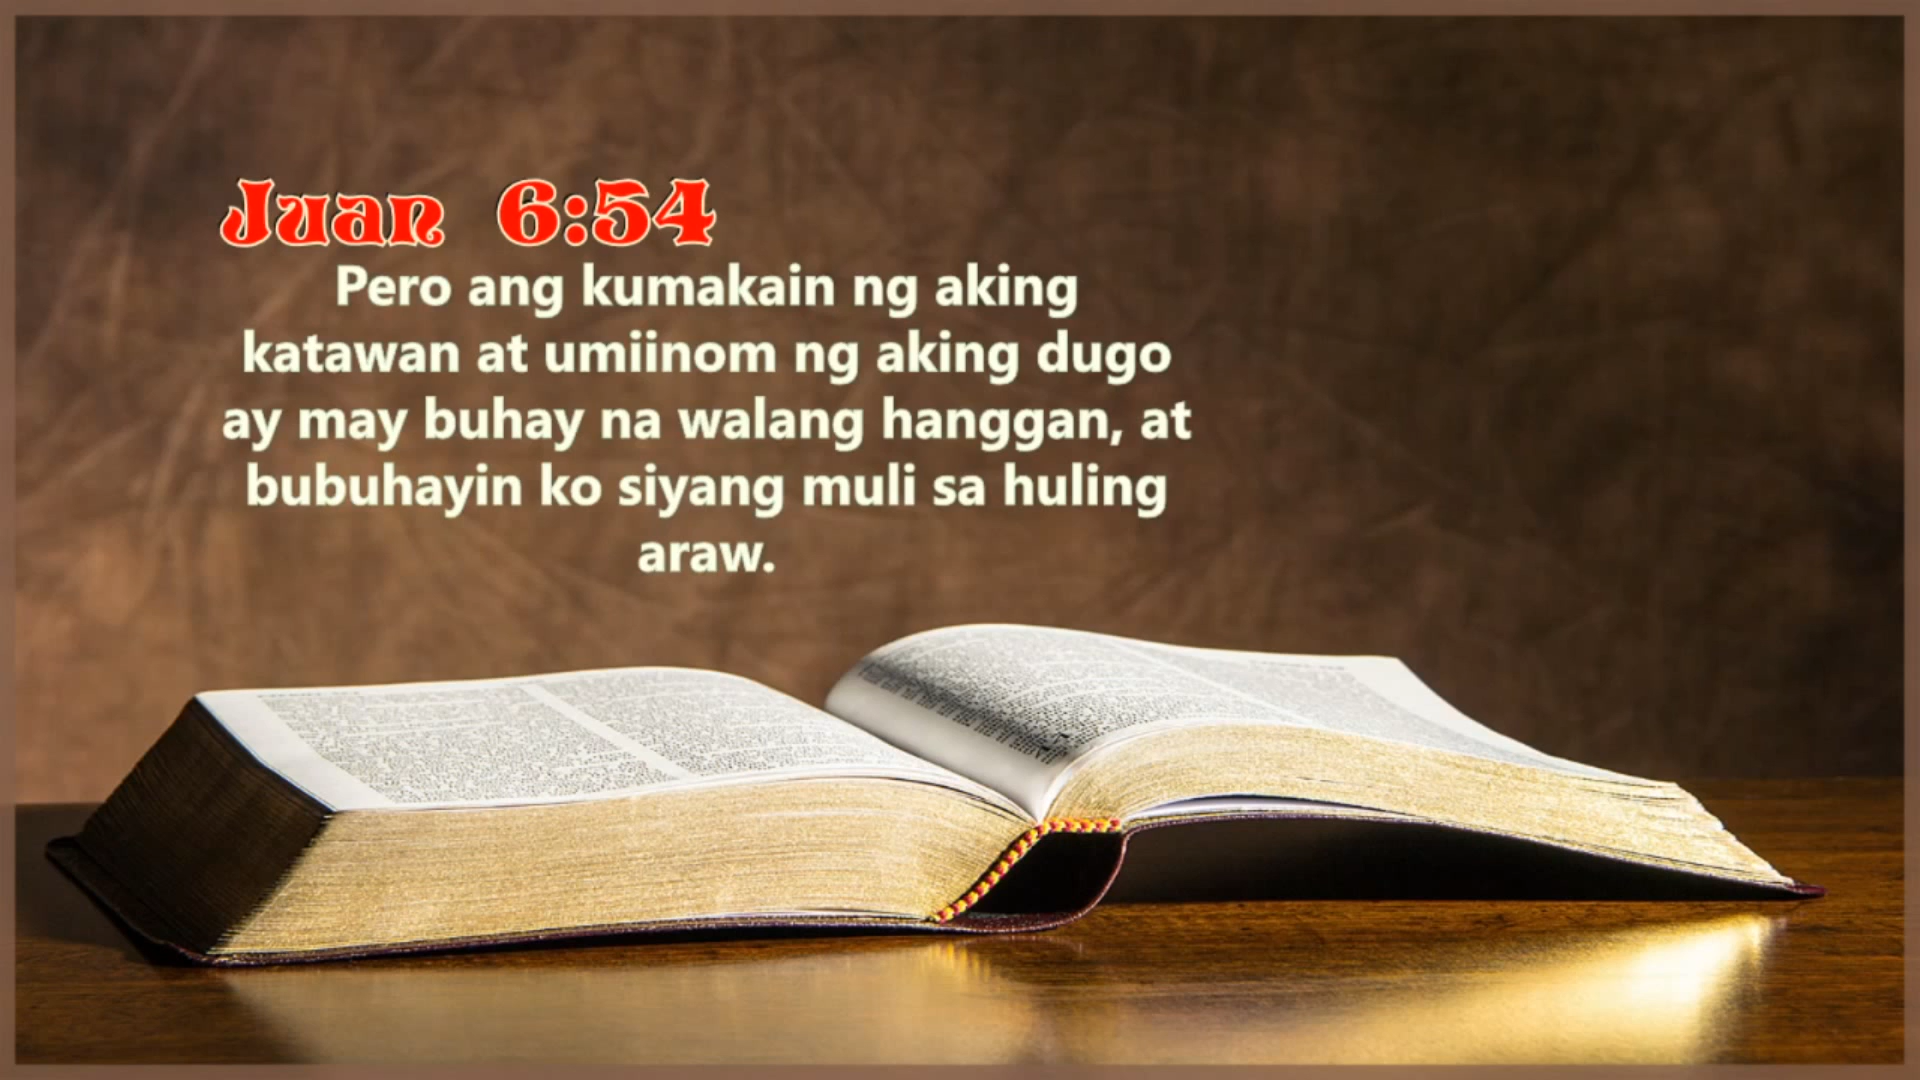 Juan 6:54
Pero ang kumakain ng aking
katawan at umiinom ng aking dugo
ay may buhay na walang hanggan, at
bubuhayin ko siyang muli sa huling
araw.